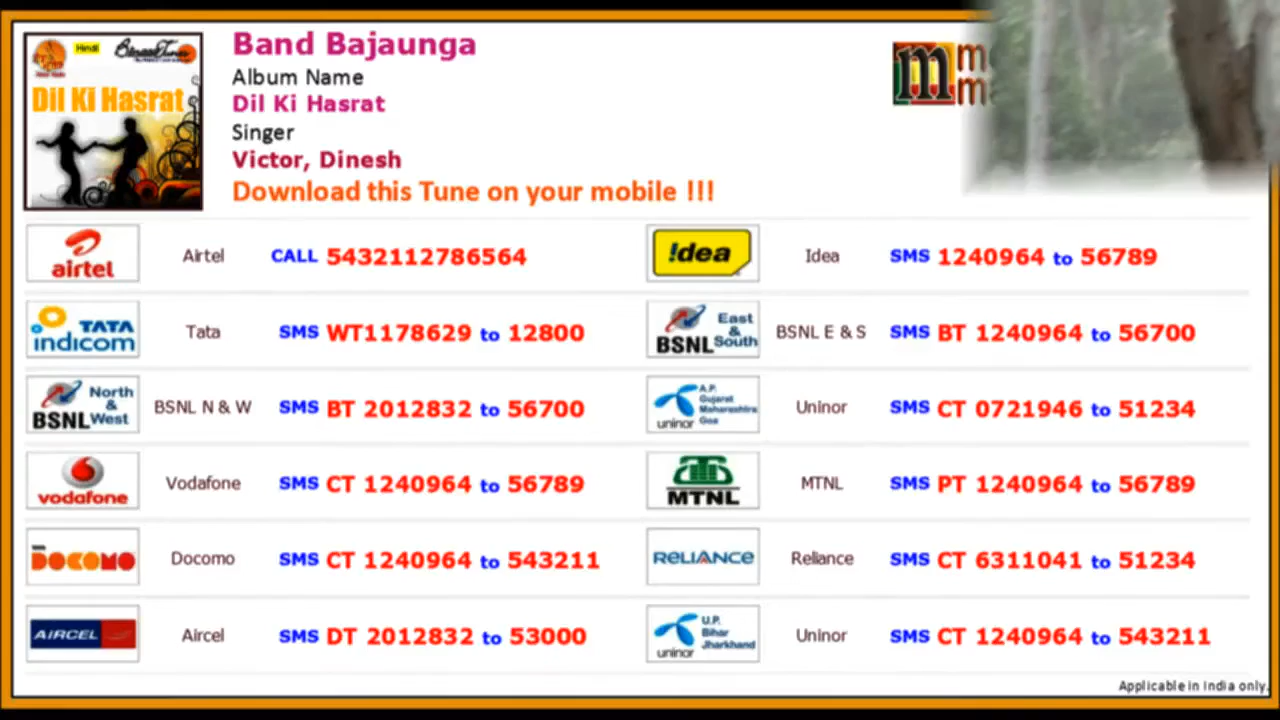 Hindi
Dil Ki Hasrat
Band Bajaunga
Album Name
Dil Ki Hasrat
Singer
Victor, Dinesh
Download this Tune on your mobile !!!
airtel Airtel CALL 5432112786564
!dea Idea SMS 1240964 to 56789
TATA indicom Tata SMS WT1178629 to 12800
BSNL East & South BSNL E & S SMS BT 1240964 to 56700
BSNL North & West BSNL N & W SMS BT 2012832 to 56700
uninor A.P. Gujarat Maharashtra Goa Uninor SMS CT 0721946 to 51234
vodafone Vodafone SMS CT 1240964 to 56789
MTNL MTNL SMS PT 1240964 to 56789
DOCOMO Docomo SMS CT 1240964 to 543211
RELIANCE Reliance SMS CT 6311041 to 51234
AIRCEL Aircel SMS DT 2012832 to 53000
uninor U.P. Bihar Jharkhand Uninor SMS CT 1240964 to 543211
Applicable in India only.